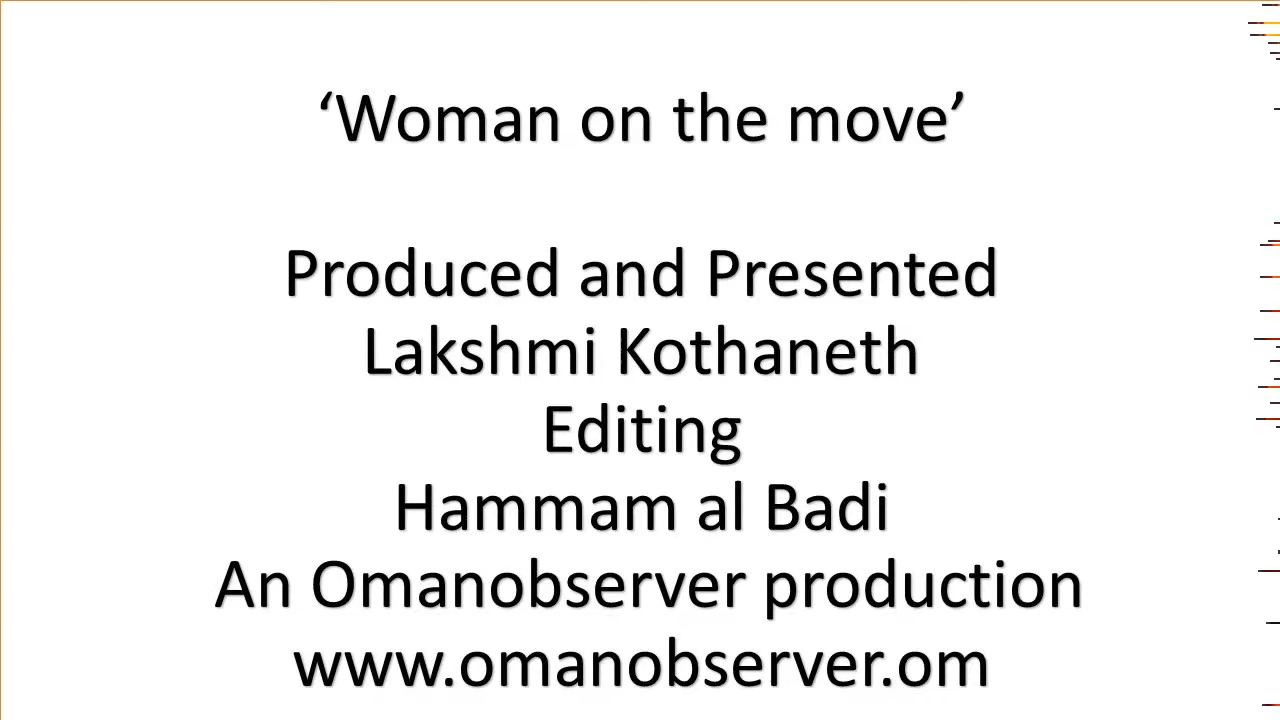 ‘Woman on the move’
Produced and Presented
Lakshmi Kothaneth
Editing
Hammam al Badi
An Omanobserver production
www.omanobserver.om